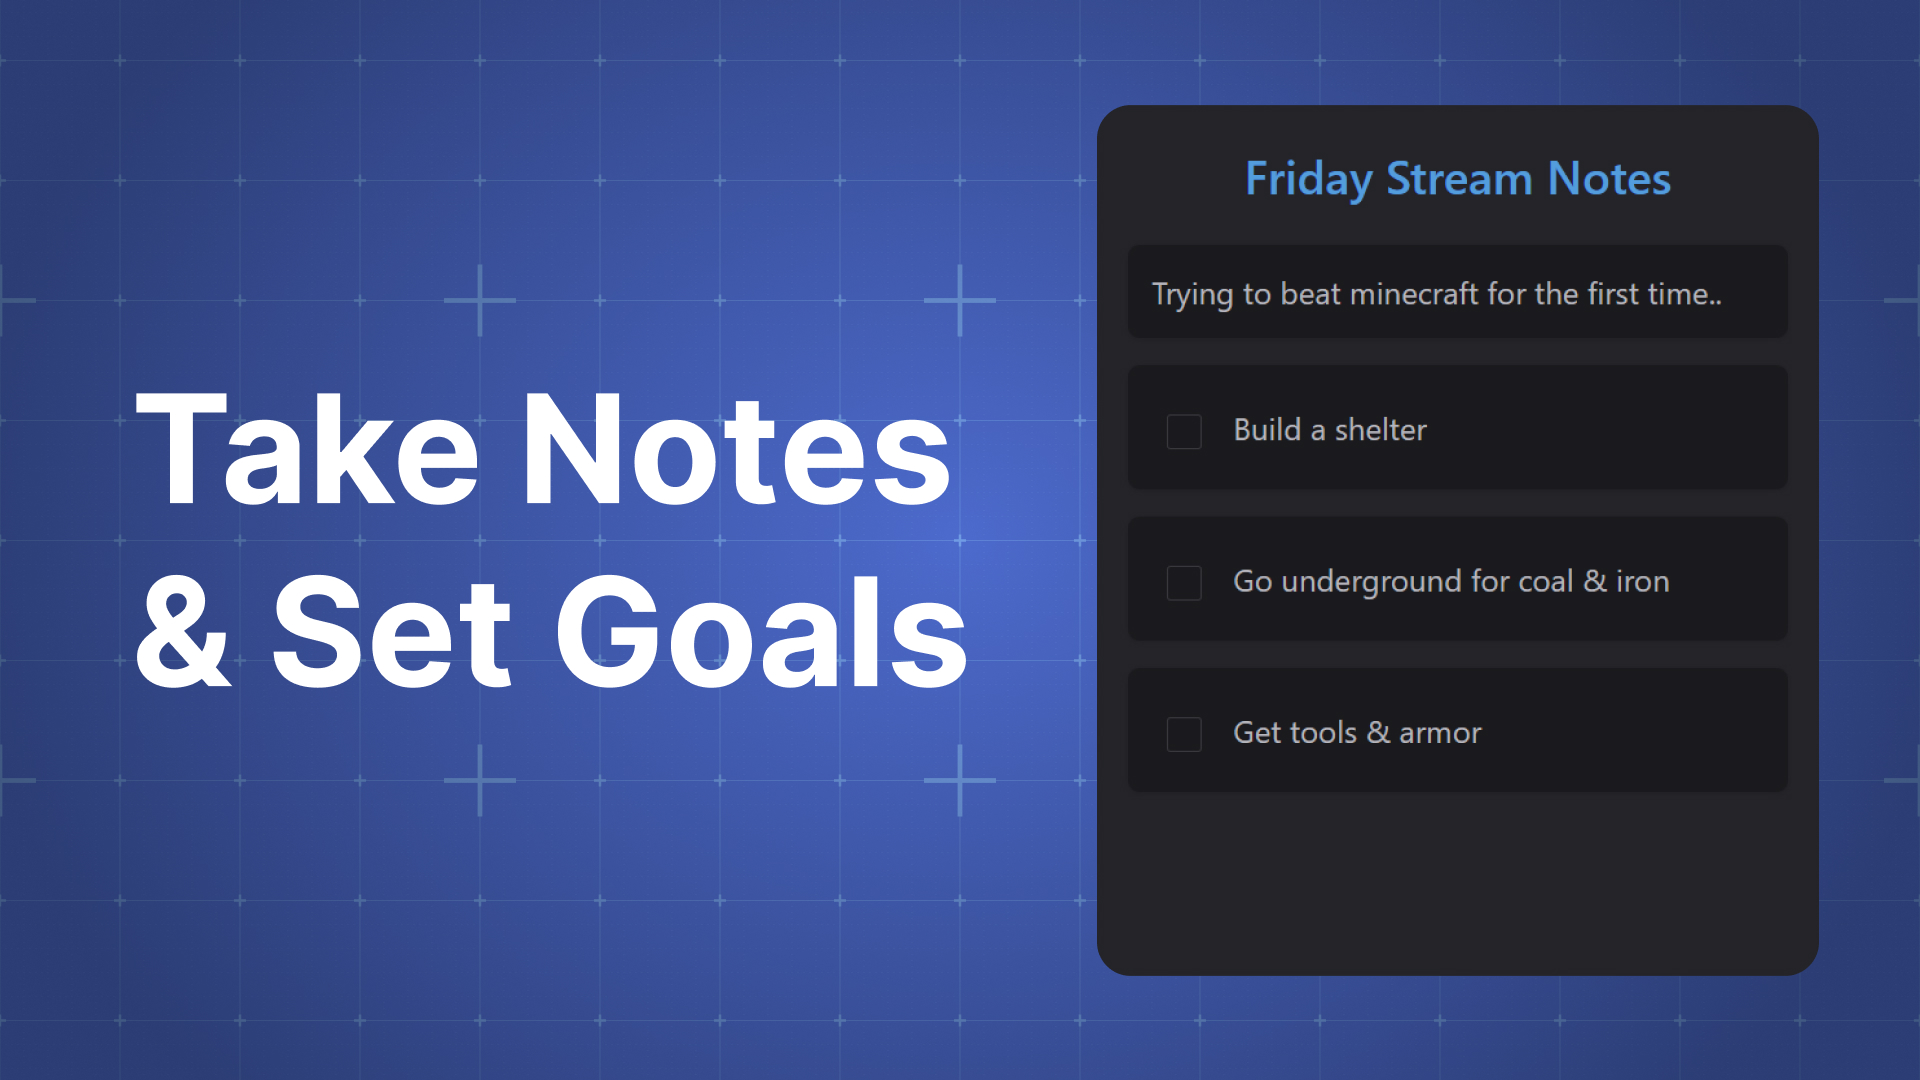 Take Notes
& Set Goals
Friday Stream Notes
Trying to beat minecraft for the first time..
Build a shelter
Go underground for coal & iron
Get tools & armor